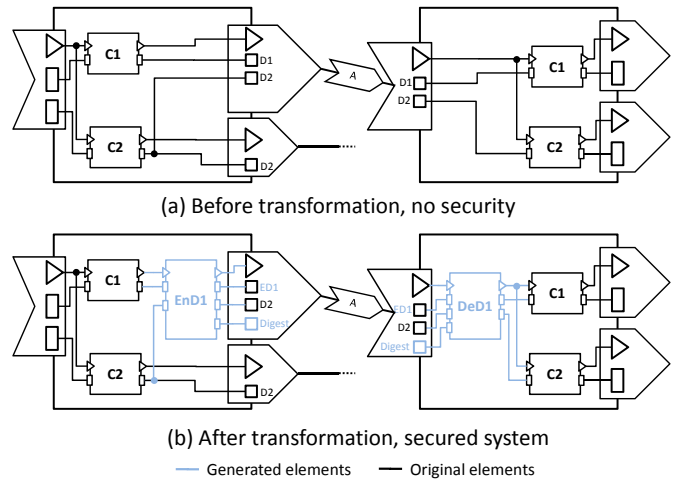 C1
D1
D2
A
C2
D2
D1
D2
C1
C2
(a) Before transformation, no security
C1
EnD1
ED1
D2
Digest
A
C2
D2
ED1
D2
Digest
DeD1
C1
C2
(b) After transformation, secured system
Generated elements
Original elements